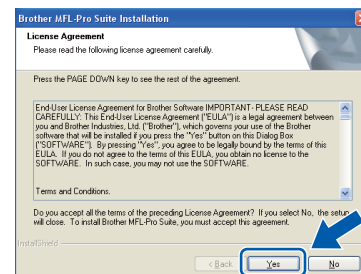 Brother MFL-Pro Suite Installation
License Agreement
Please read the following license agreement carefully.
Press the PAGE DOWN key to see the rest of the agreement.
End-User License Agreement for Brother Software IMPORTANT- PLEASE READ
CAREFULLY: This End-User License Agreement ("EULA") is a legal agreement between
you and Brother Industries, Ltd. ("Brother"), which governs your use of the Brother
software that will be installed if you press the "Yes" button on this Dialog Box
("SOFTWARE"). By pressing "Yes", you agree to be legally bound by the terms of this
EULA. If you do not agree to the terms of this EULA, you obtain no license to the
SOFTWARE. In such case, you may not use the SOFTWARE.
Terms and Conditions.
Do you accept all the terms of the preceding License Agreement? If you select No, the setup
will close. To install Brother MFL-Pro Suite, you must accept this agreement.
InstallShield
< Back
Yes
No